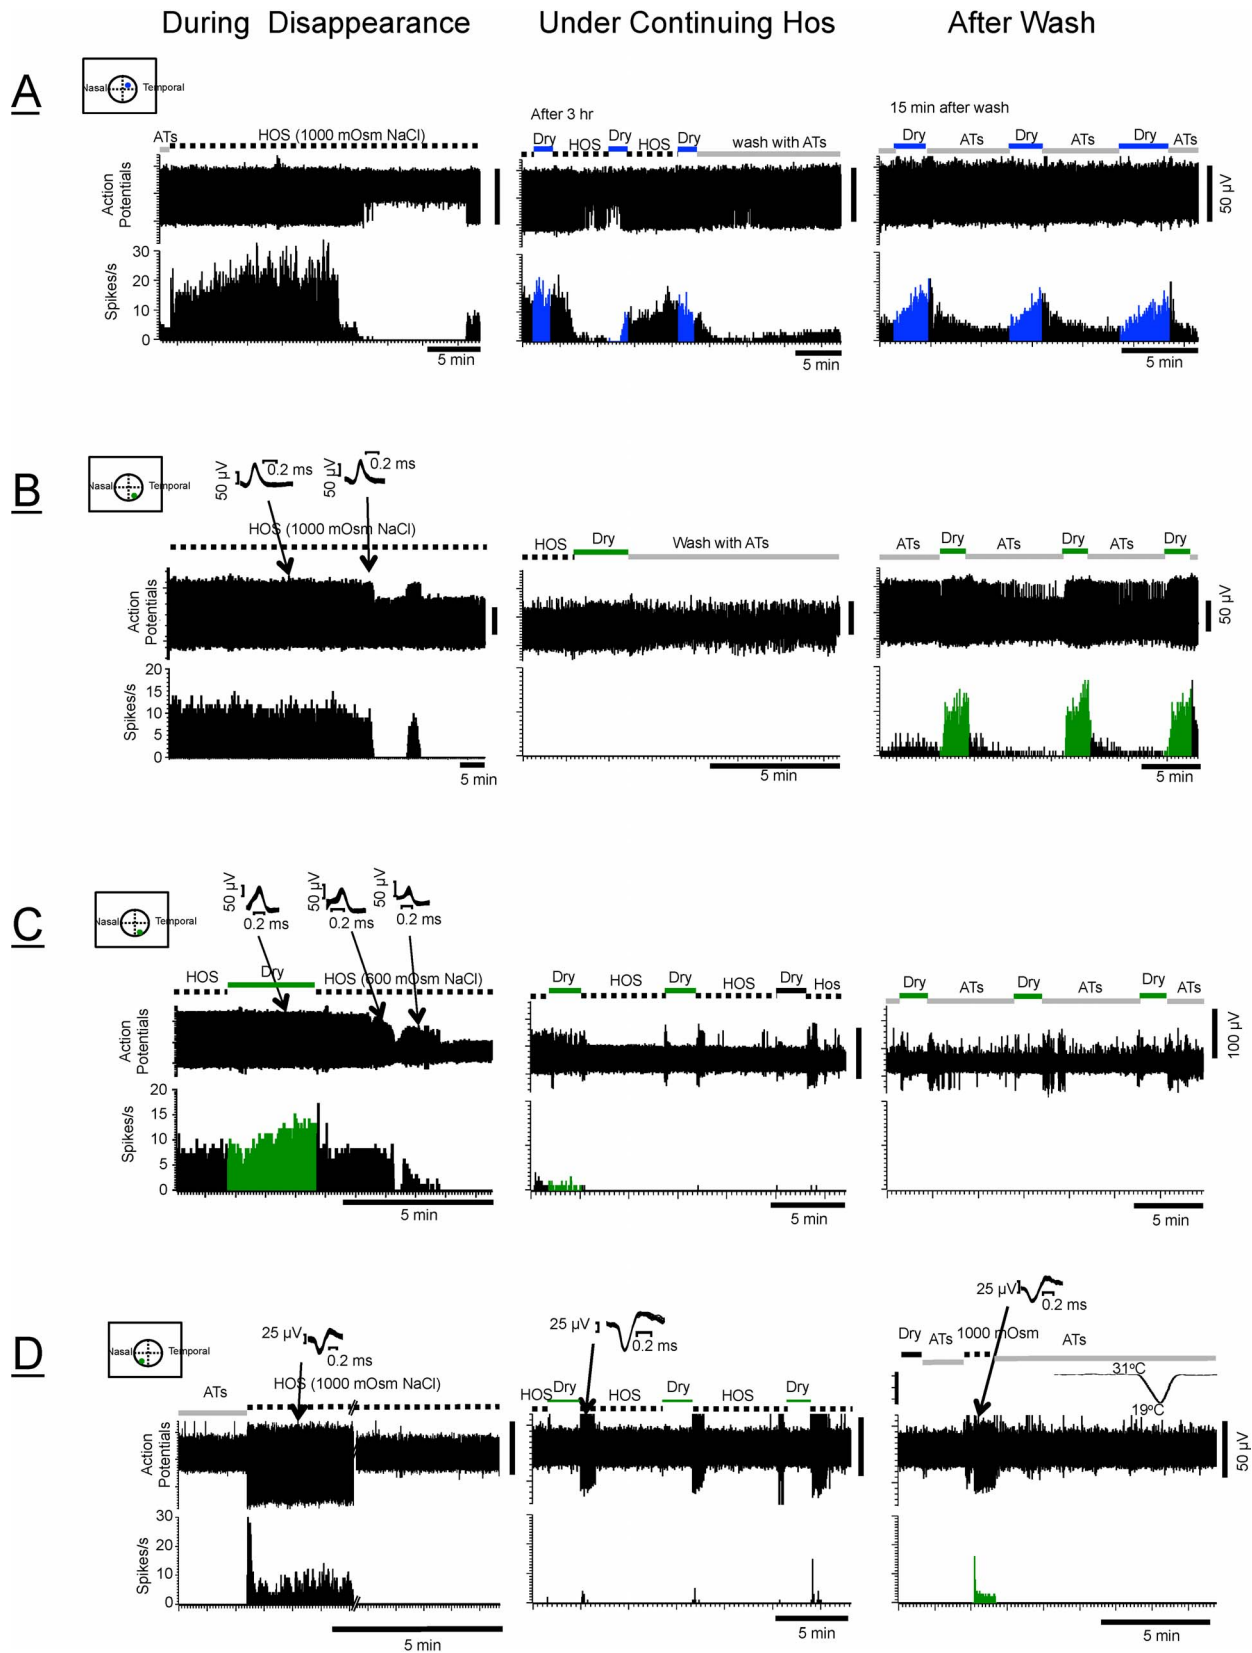 During Disappearance
Under Continuing Hos
After Wash
A
Nasal
Temporal
ATs
HOS (1000 mOsm NaCl)
After 3 hr
Dry
HOS
Dry
HOS
Dry
wash with ATs
15 min after wash
Dry
ATs
Dry
ATs
Dry
ATs
Action
Potentials
50 µV
Spikes/s
30
20
10
0
5 min
5 min
5 min
B
Nasal
Temporal
50 µV
0.2 ms
50 µV
0.2 ms
HOS (1000 mOsm NaCl)
HOS
Dry
Wash with ATs
ATs
Dry
ATs
Dry
ATs
Dry
Action
Potentials
50 µV
Spikes/s
20
15
10
5
0
5 min
5 min
5 min
C
Nasal
Temporal
50 µV
0.2 ms
50 µV
0.2 ms
50 µV
0.2 ms
HOS
Dry
HOS (600 mOsm NaCl)
Dry
HOS
Dry
HOS
Dry
Hos
Dry
ATs
Dry
ATs
Dry
ATs
Action
Potentials
100 µV
Spikes/s
20
15
10
5
0
5 min
5 min
5 min
D
Nasal
Temporal
25 µV
0.2 ms
25 µV
0.2 ms
25 µV
0.2 ms
ATs
HOS (1000 mOsm NaCl)
HOS
Dry
HOS
Dry
HOS
Dry
Dry
ATs
1000 mOsm
ATs
31°C
19°C
Action
Potentials
50 µV
Spikes/s
30
20
10
0
5 min
5 min
5 min